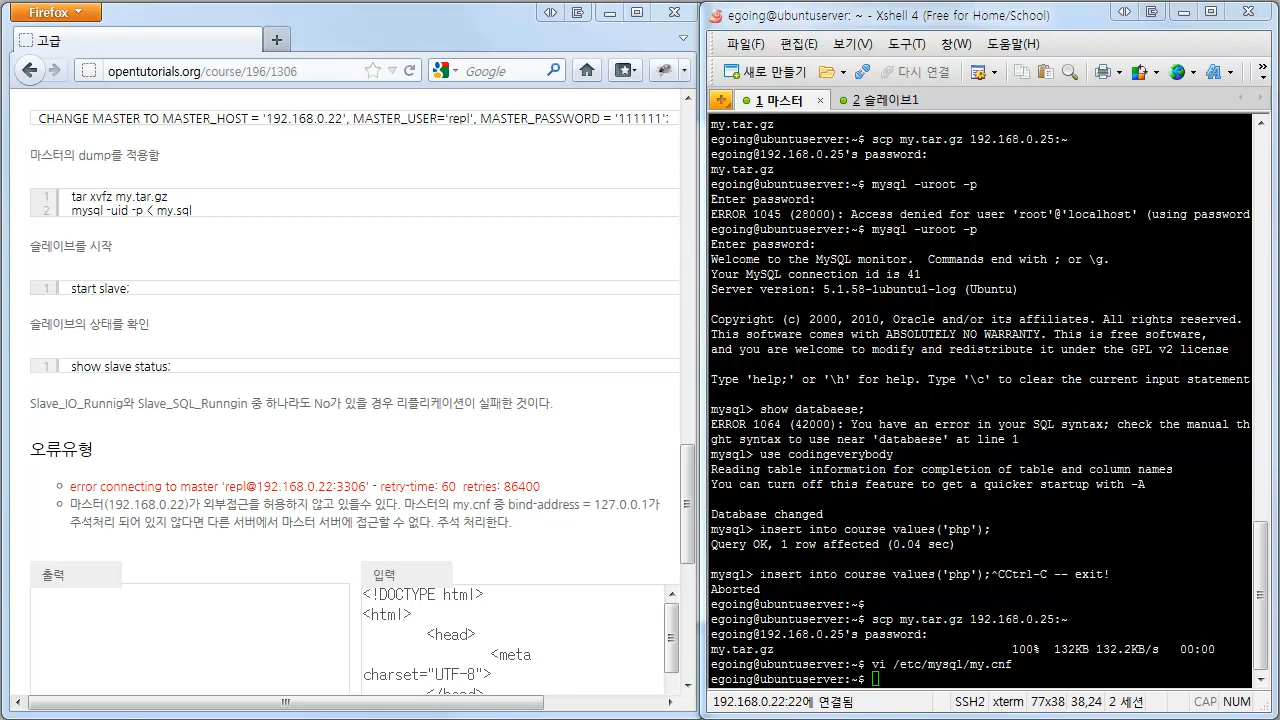 Firefox
고급
opentutorials.org/course/196/1306
Google
CHANGE MASTER TO MASTER_HOST = '192.168.0.22', MASTER_USER='repl', MASTER_PASSWORD = '111111';
마스터의 dump를 적용함
1 tar xvfz my.tar.gz
2 mysql -uid -p < my.sql
슬레이브를 시작
1 start slave;
슬레이브의 상태를 확인
1 show slave status;
Slave_IO_Runnig와 Slave_SQL_Runngin 중 하나라도 No가 있을 경우 리플리케이션이 실패한 것이다.
오류유형
error connecting to master 'repl@192.168.0.22:3306' - retry-time: 60 retries: 86400
마스터(192.168.0.22)가 외부접근을 허용하지 않고 있을수 있다. 마스터의 my.cnf 중 bind-address = 127.0.0.1가
주석처리 되어 있지 않다면 다른 서버에서 마스터 서버에 접근할 수 없다. 주석 처리한다.
출력
입력
<!DOCTYPE html>
<html>
<head>
<meta
charset="UTF-8">
</head>
egoing@ubuntuserver: ~ - Xshell 4 (Free for Home/School)
파일(F) 편집(E) 보기(V) 도구(T) 창(W) 도움말(H)
새로 만들기 다시 연결
1 마스터 × 2 슬레이브1
my.tar.gz
egoing@ubuntuserver:~$ scp my.tar.gz 192.168.0.25:~
egoing@192.168.0.25's password:
my.tar.gz
egoing@ubuntuserver:~$ mysql -uroot -p
Enter password:
ERROR 1045 (28000): Access denied for user 'root'@'localhost' (using password
egoing@ubuntuserver:~$ mysql -uroot -p
Enter password:
Welcome to the MySQL monitor.  Commands end with ; or \g.
Your MySQL connection id is 41
Server version: 5.1.58-1ubuntu1-log (Ubuntu)
Copyright (c) 2000, 2010, Oracle and/or its affiliates. All rights reserved.
This software comes with ABSOLUTELY NO WARRANTY. This is free software,
and you are welcome to modify and redistribute it under the GPL v2 license
Type 'help;' or '\h' for help. Type '\c' to clear the current input statement
mysql> show databaese;
ERROR 1064 (42000): You have an error in your SQL syntax; check the manual th
ght syntax to use near 'databaese' at line 1
mysql> use codingeverybody
Reading table information for completion of table and column names
You can turn off this feature to get a quicker startup with -A
Database changed
mysql> insert into course values('php');
Query OK, 1 row affected (0.04 sec)
mysql> insert into course values('php');^CCtrl-C -- exit!
Aborted
egoing@ubuntuserver:~$
egoing@ubuntuserver:~$ scp my.tar.gz 192.168.0.25:~
egoing@192.168.0.25's password:
my.tar.gz 100% 132KB 132.2KB/s 00:00
egoing@ubuntuserver:~$ vi /etc/mysql/my.cnf
egoing@ubuntuserver:~$
192.168.0.22:22에 연결됨 SSH2 xterm 77x38 38,24 2 세션 CAP NUM